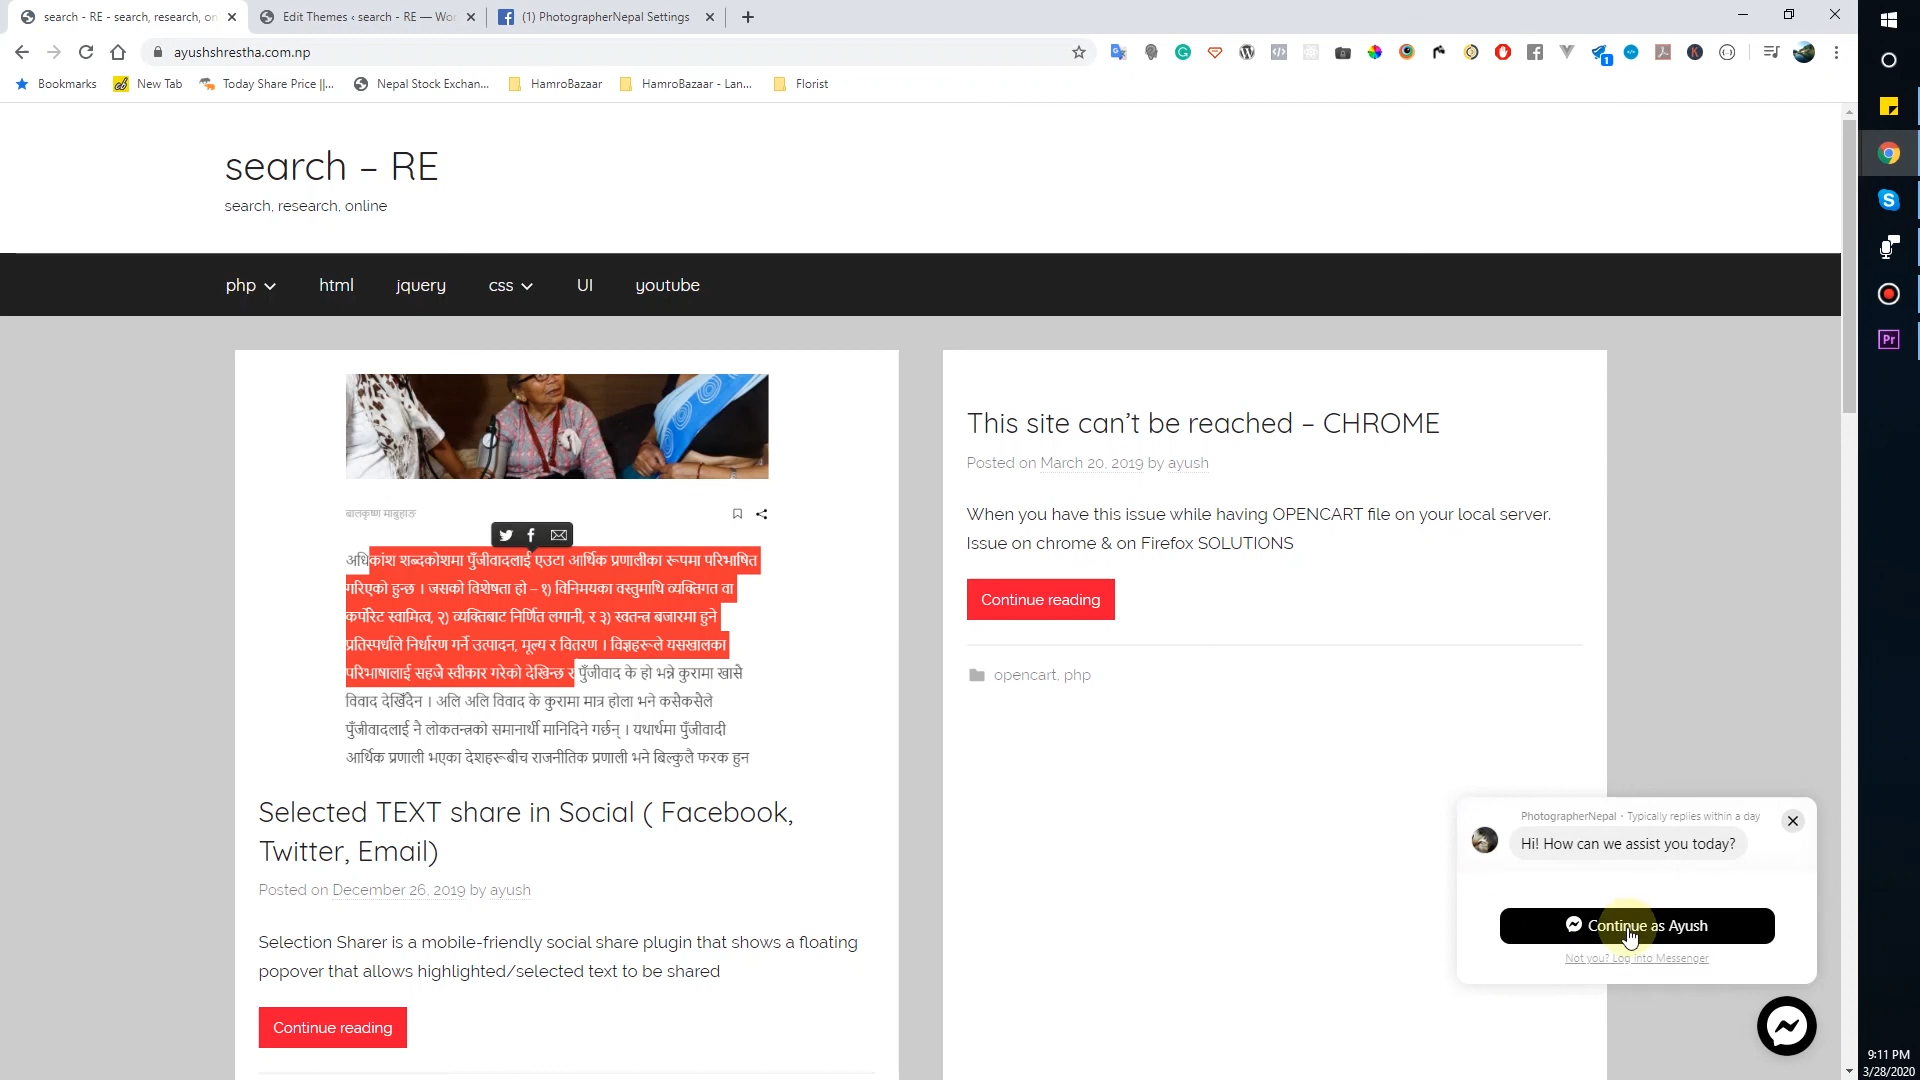 search - RE - search, research, on
Edit Themes ‹ search - RE — Wor
(1) PhotographerNepal Settings
ayushshrestha.com.np
Bookmarks
New Tab
Today Share Price ||...
Nepal Stock Exchan...
HamroBazaar
HamroBazaar - Lan...
Florist
search – RE
search, research, online
php
html
jquery
css
UI
youtube
बालकृष्ण माबुहाङ
अधिकांश शब्दकोशमा पुँजीवादलाई एउटा आर्थिक प्रणालीका रूपमा परिभाषित
गरिएको हुन्छ । जसको विशेषता हो – १) विनिमयका वस्तुमाथि व्यक्तिगत वा
कर्पोरेट स्वामित्व, २) व्यक्तिबाट निर्णित लगानी, र ३) स्वतन्त्र बजारमा हुने
प्रतिस्पर्धाले निर्धारण गर्ने उत्पादन, मूल्य र वितरण । विज्ञहरूले यसखालका
परिभाषालाई सहजै स्वीकार गरेको देखिन्छ र पुँजीवाद के हो भन्ने कुरामा खासै
विवाद देखिँदैन । अलि अलि विवाद के कुरामा मात्र होला भने कसैकसैले
पुँजीवादलाई नै लोकतन्त्रको समानार्थी मानिदिने गर्छन् । यथार्थमा पुँजीवादी
आर्थिक प्रणाली भएका देशहरूबीच राजनीतिक प्रणाली भने बिल्कुलै फरक हुन
Selected TEXT share in Social ( Facebook,
Twitter, Email)
Posted on December 26, 2019 by ayush
Selection Sharer is a mobile-friendly social share plugin that shows a floating
popover that allows highlighted/selected text to be shared
Continue reading
This site can’t be reached – CHROME
Posted on March 20, 2019 by ayush
When you have this issue while having OPENCART file on your local server.
Issue on chrome & on Firefox SOLUTIONS
Continue reading
opencart, php
PhotographerNepal • Typically replies within a day
Hi! How can we assist you today?
Continue as Ayush
Not you? Log into Messenger
Pr
9:11 PM
3/28/2020